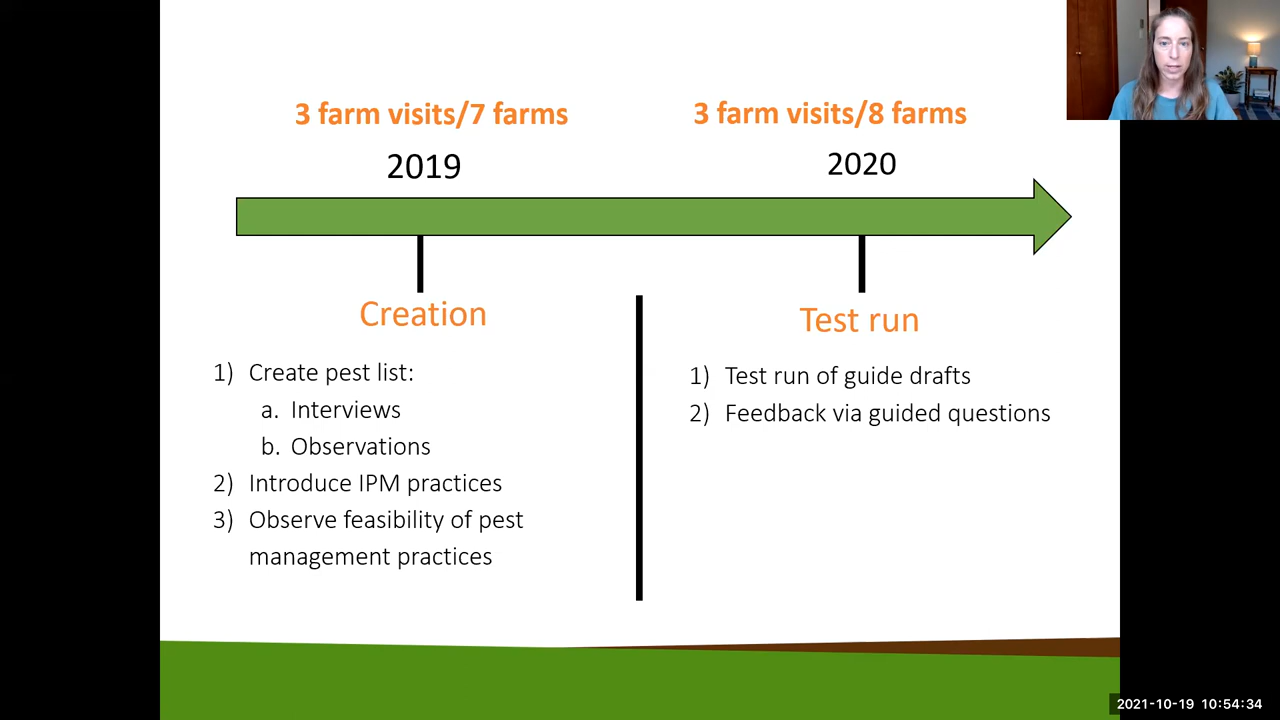 3 farm visits/7 farms
3 farm visits/8 farms
2019
2020
Creation
1) Create pest list:
a. Interviews
b. Observations
2) Introduce IPM practices
3) Observe feasibility of pest
management practices
Test run
1) Test run of guide drafts
2) Feedback via guided questions
2021-10-19 10:54:34